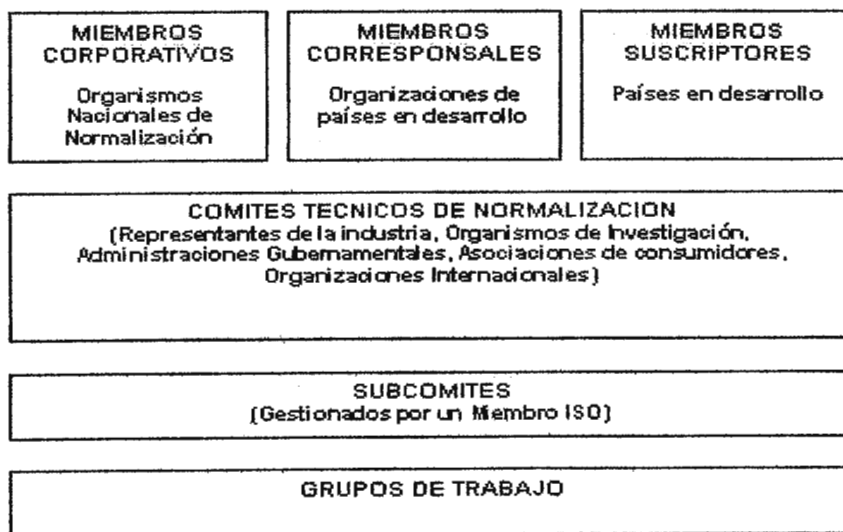 MIEMBROS
CORPORATIVOS
Organismos
Nacionales de
Normalización
MIEMBROS
CORRESPONSALES
Organizaciones de
países en desarrollo
MIEMBROS
SUSCRIPTORES
Países en desarrollo
COMITES TECNICOS DE NORMALIZACION
(Representantes de la industria, Organismos de Investigación,
Administraciones Gubernamentales, Asociaciones de consumidores,
Organizaciones Internacionales)
SUBCOMITES
(Gestionados por un Miembro ISO)
GRUPOS DE TRABAJO